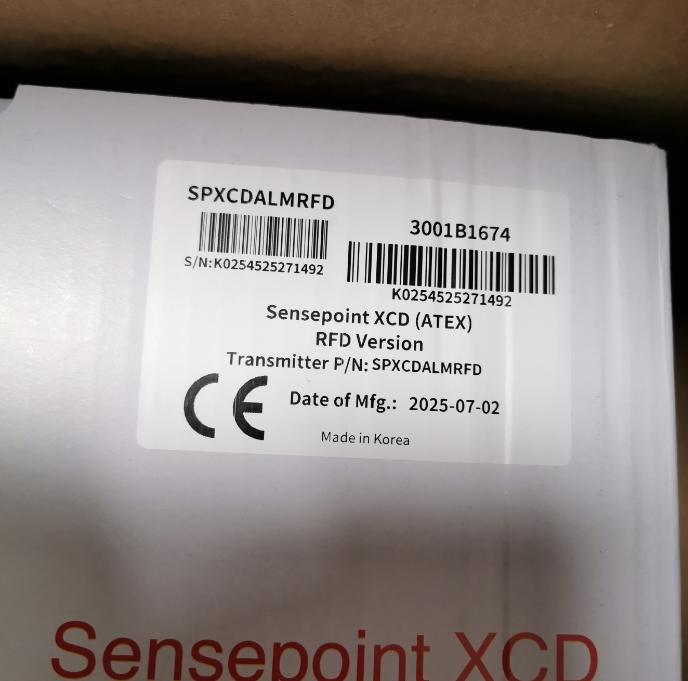 SPXCDALMRFD
S/N:K0254525271492
3001B1674
K0254525271492
Sensepoint XCD (ATEX)
RFD Version
Transmitter P/N: SPXCDALMRFD
CE
Date of Mfg.: 2025-07-02
Made in Korea
Sensepoint XCD